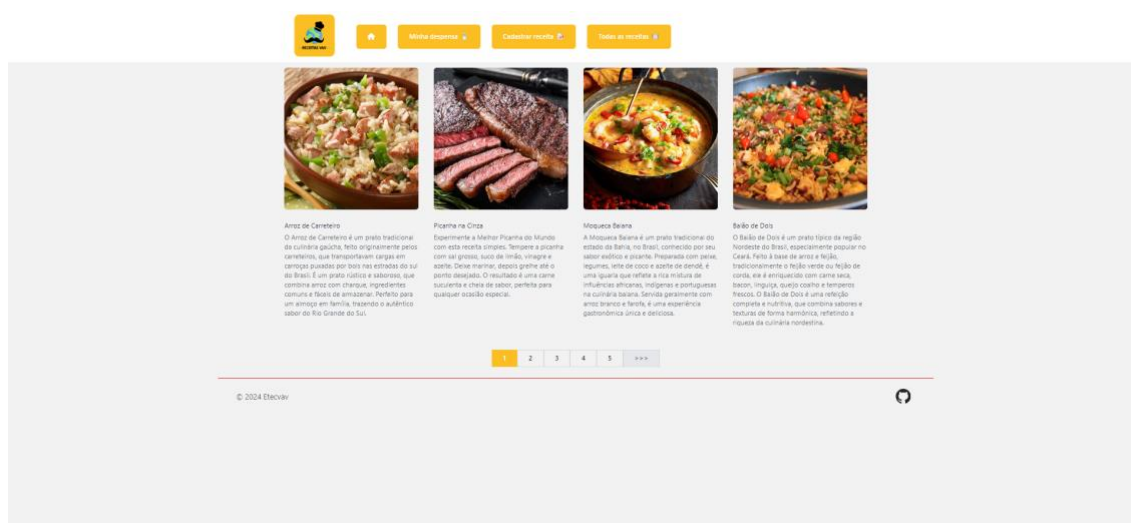 RECEITAS VAV
Minha despensa
Cadastrar receita
Todas as receitas
Arroz de Carreteiro
O Arroz de Carreteiro é um prato tradicional
da culinária gaúcha, feito originalmente pelos
carreteiros, que transportavam cargas em
carroças puxadas por bois nas estradas do sul
do Brasil. É um prato rústico e saboroso, que
combina arroz com charque, ingredientes
comuns e fáceis de armazenar. Perfeito para
um almoço em família, trazendo o autêntico
sabor do Rio Grande do Sul.
Picanha na Cinza
Experimente a Melhor Picanha do Mundo
com esta receita simples. Tempere a picanha
com sal grosso, suco de limão, vinagre e
azeite. Deixe marinar, depois grelhe até o
ponto desejado. O resultado é uma carne
suculenta e cheia de sabor, perfeita para
qualquer ocasião especial.
Moqueca Baiana
A Moqueca Baiana é um prato tradicional do
estado da Bahia, no Brasil, conhecido por seu
sabor exótico e picante. Preparada com peixe,
legumes, leite de coco e azeite de dendê, é
uma iguaria que reflete a rica mistura de
influências africanas, indígenas e portuguesas
na culinária baiana. Servida geralmente com
arroz branco e farofa, é uma experiência
gastronômica única e deliciosa.
Baião de Dois
O Baião de Dois é um prato típico da região
Nordeste do Brasil, especialmente popular no
Ceará. Feito à base de arroz e feijão,
tradicionalmente o feijão verde ou feijão de
corda, ele é enriquecido com carne seca,
bacon, linguiça, queijo coalho e temperos
frescos. O Baião de Dois é uma refeição
completa e nutritiva, que combina sabores e
texturas de forma harmônica, refletindo a
riqueza da culinária nordestina.
1 2 3 4 5 >>>
© 2024 Etecvav